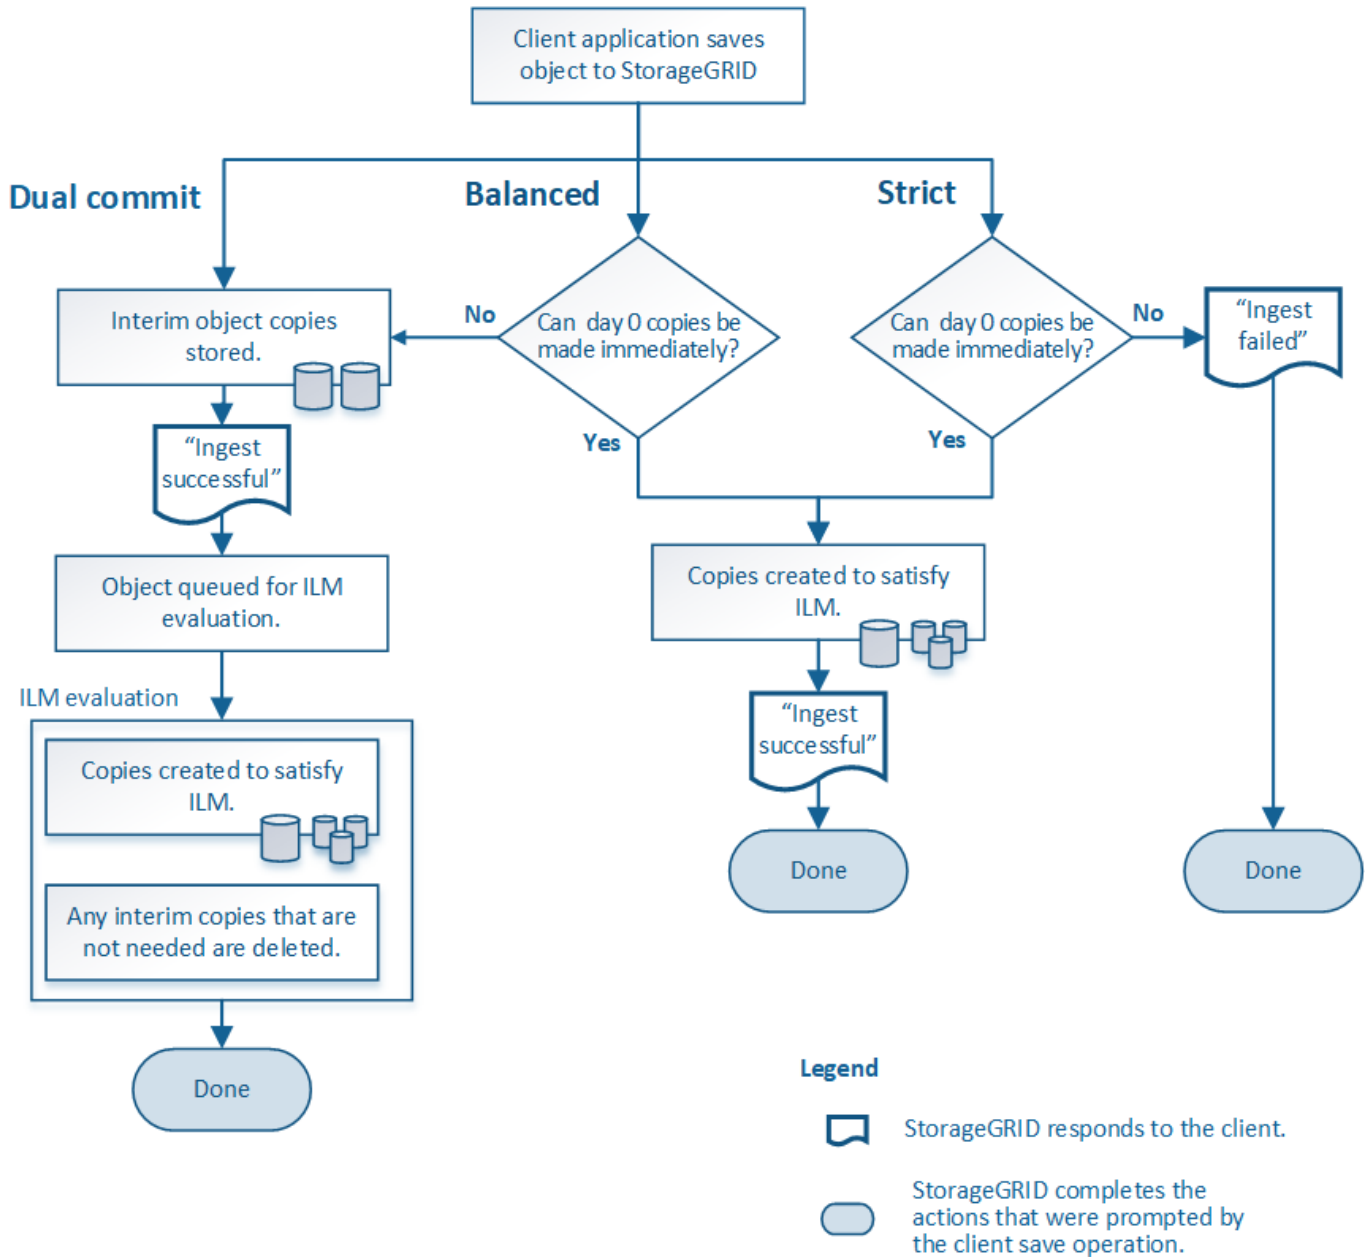 Client application saves
object to StorageGRID
Dual commit
Balanced
Strict
Interim object copies
stored.
No
Can day 0 copies be
made immediately?
Yes
Can day 0 copies be
made immediately?
No
Yes
“Ingest
failed”
“Ingest
successful”
Object queued for ILM
evaluation.
Copies created to satisfy
ILM.
ILM evaluation
“Ingest
successful”
Copies created to satisfy
ILM.
Any interim copies that are
not needed are deleted.
Done
Done
Done
Legend
StorageGRID responds to the client.
StorageGRID completes the
actions that were prompted by
the client save operation.